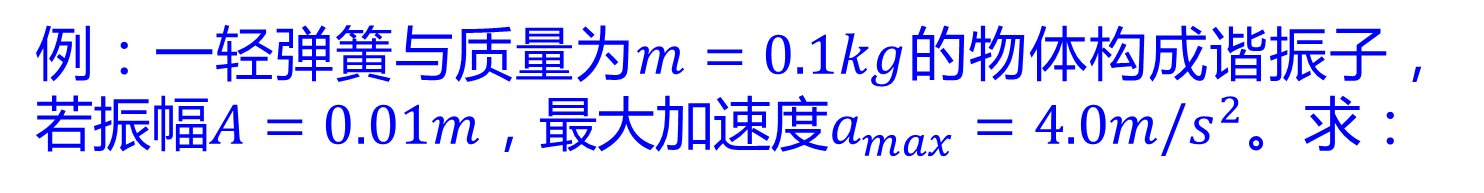 例：一轻弹簧与质量为m = 0.1kg的物体构成谐振子，
若振幅A = 0.01m，最大加速度aₘₐₓ = 4.0m/s²。求：